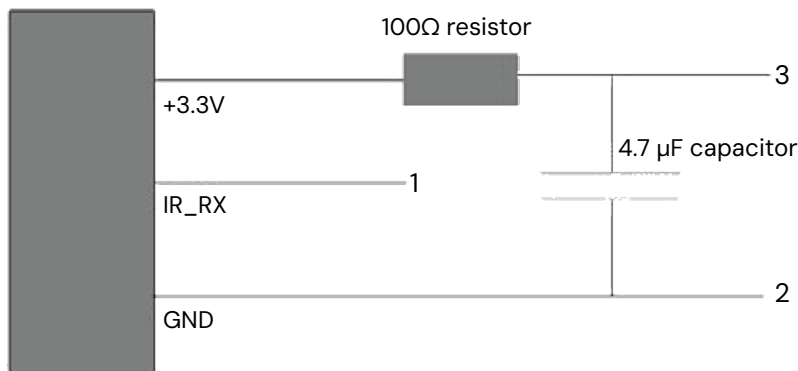 100Ω resistor
3
+3.3V
4.7 µF capacitor
1
IR_RX
2
GND